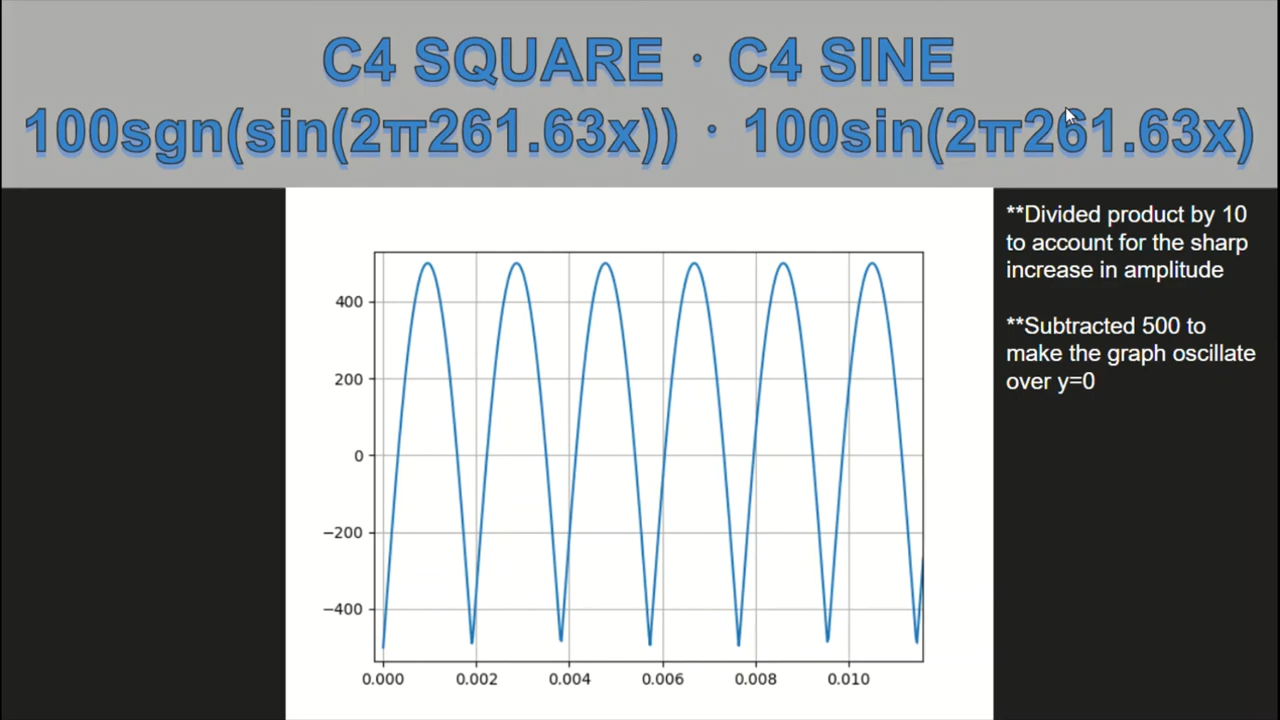 C4 SQUARE · C4 SINE
100sgn(sin(2π261.63x)) · 100sin(2π261.63x)
**Divided product by 10
to account for the sharp
increase in amplitude
**Subtracted 500 to
make the graph oscillate
over y=0
400
200
0
−200
−400
0.000 0.002 0.004 0.006 0.008 0.010